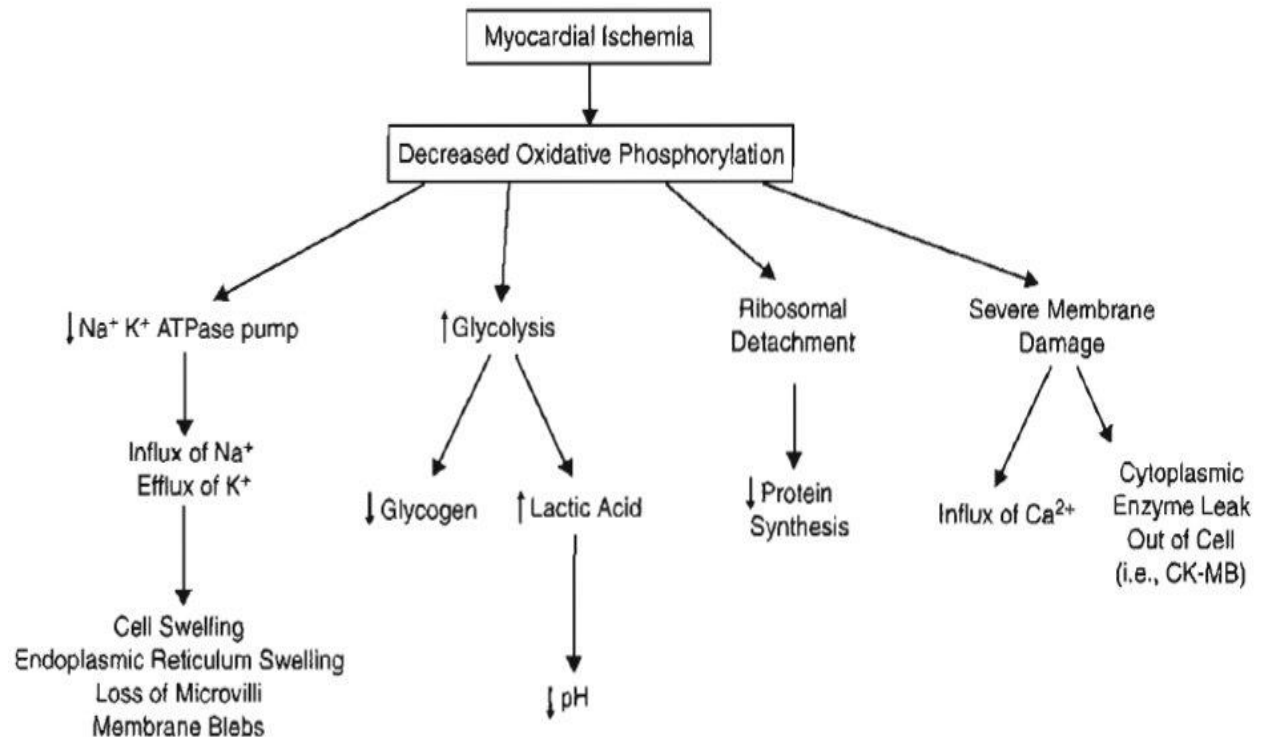 Myocardial Ischemia
Decreased Oxidative Phosphorylation
↓Na⁺ K⁺ ATPase pump
↑Glycolysis
Ribosomal
Detachment
Severe Membrane
Damage
Influx of Na⁺
Efflux of K⁺
↓Glycogen
↑Lactic Acid
↓Protein
Synthesis
Influx of Ca²⁺
Cytoplasmic
Enzyme Leak
Out of Cell
(i.e., CK-MB)
Cell Swelling
Endoplasmic Reticulum Swelling
Loss of Microvilli
Membrane Blebs
↓pH